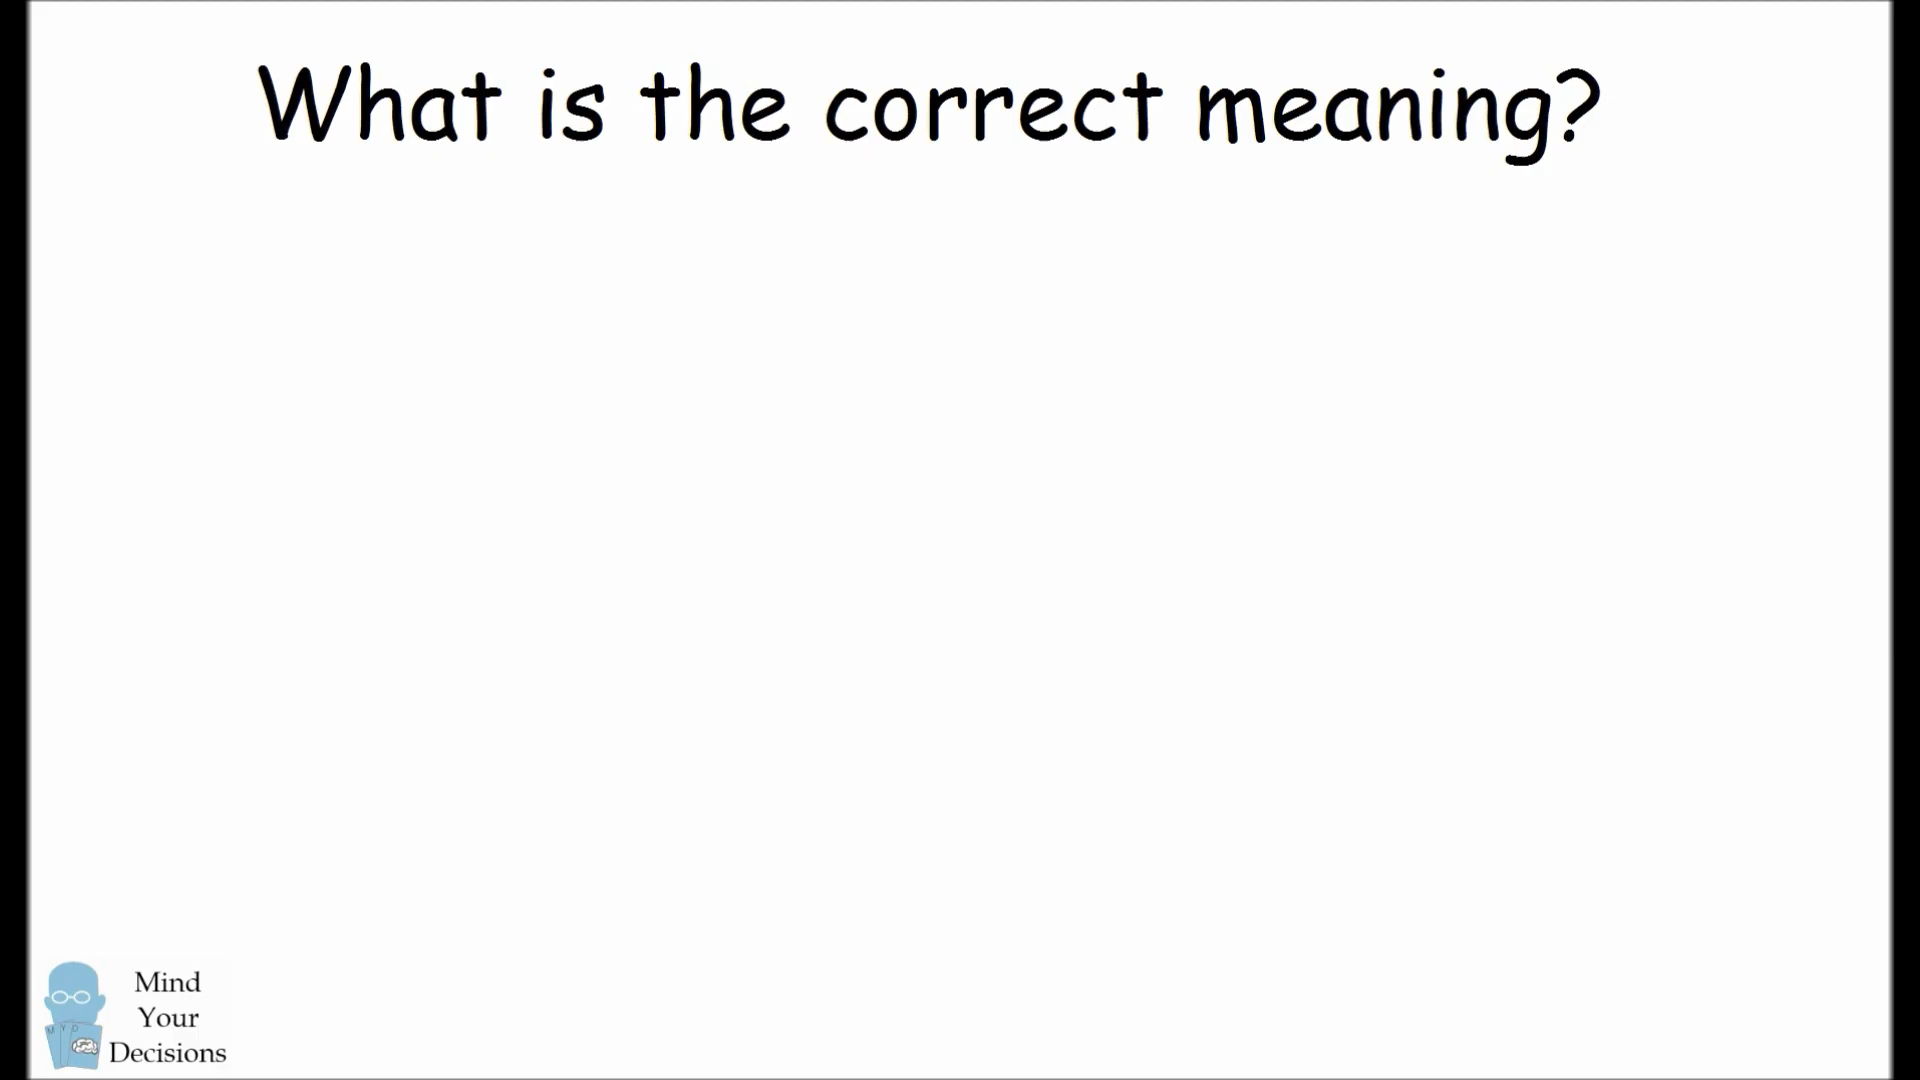 What is the correct meaning?
Mind
Your
Decisions
M Y D